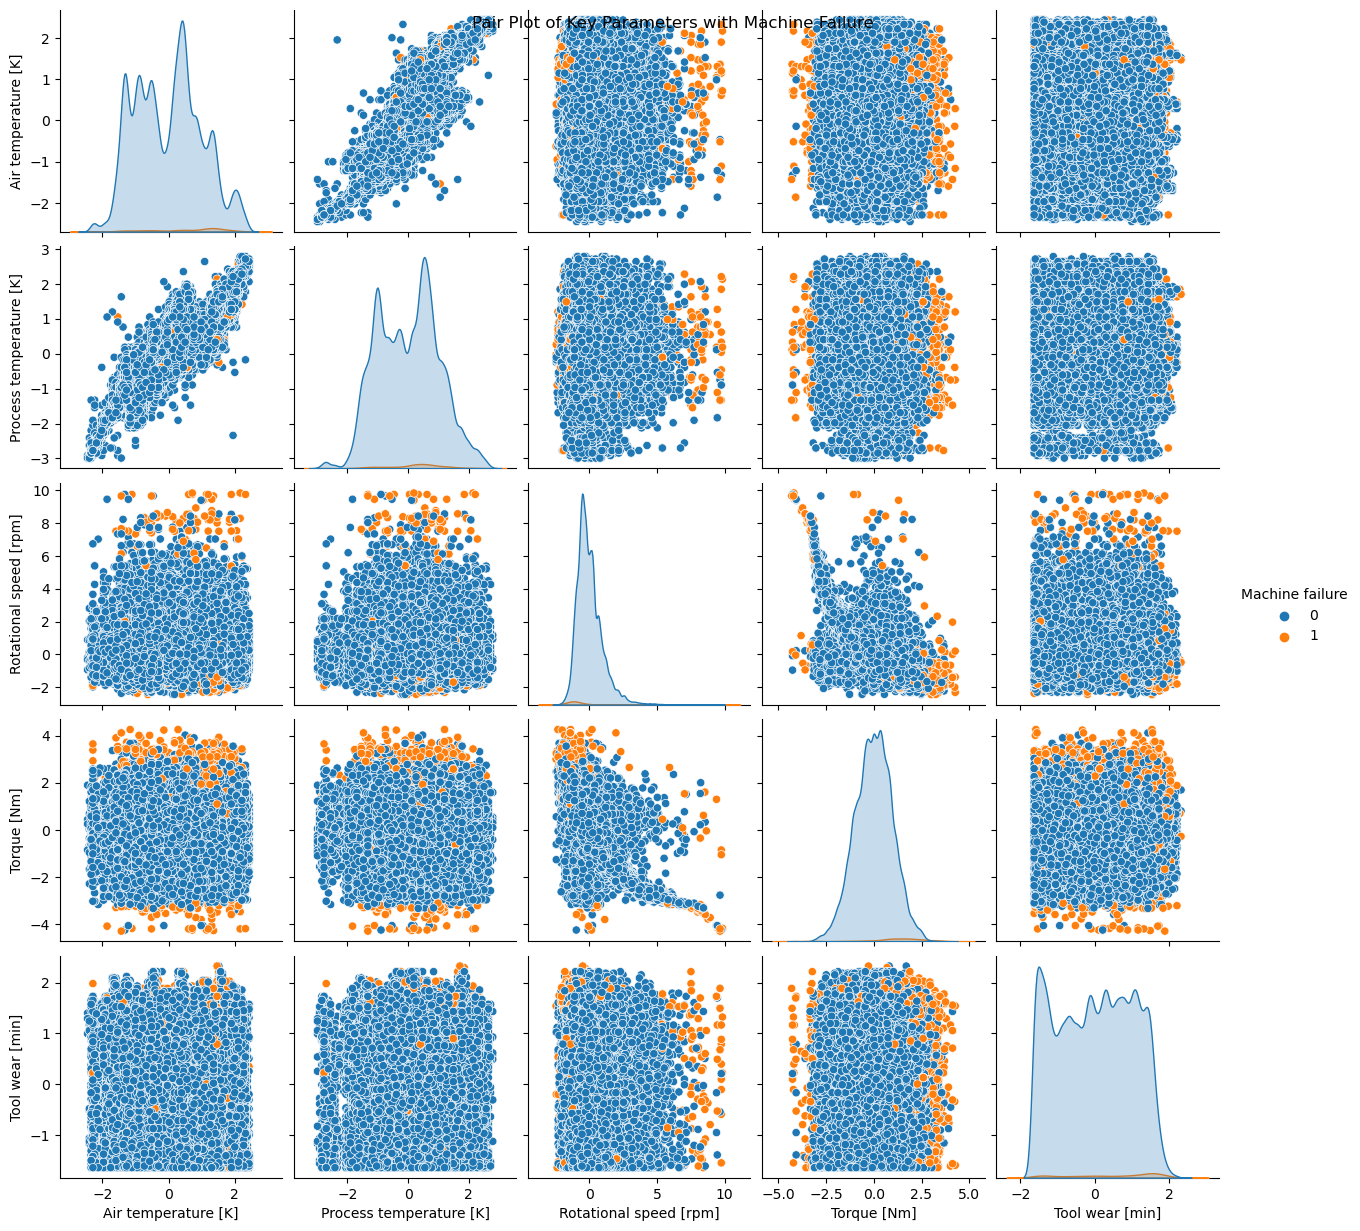 Pair Plot of Key Parameters with Machine Failure
Air temperature [K]
2
1
0
−1
−2
Process temperature [K]
3
2
1
0
−1
−2
−3
Rotational speed [rpm]
10
8
6
4
2
0
−2
Machine failure
0
1
Torque [Nm]
4
2
0
−2
−4
Tool wear [min]
2
1
0
−1
−2 0 2
−2 0 2
0 5 10
−5.0 −2.5 0.0 2.5 5.0
−2 0 2
Air temperature [K]
Process temperature [K]
Rotational speed [rpm]
Torque [Nm]
Tool wear [min]